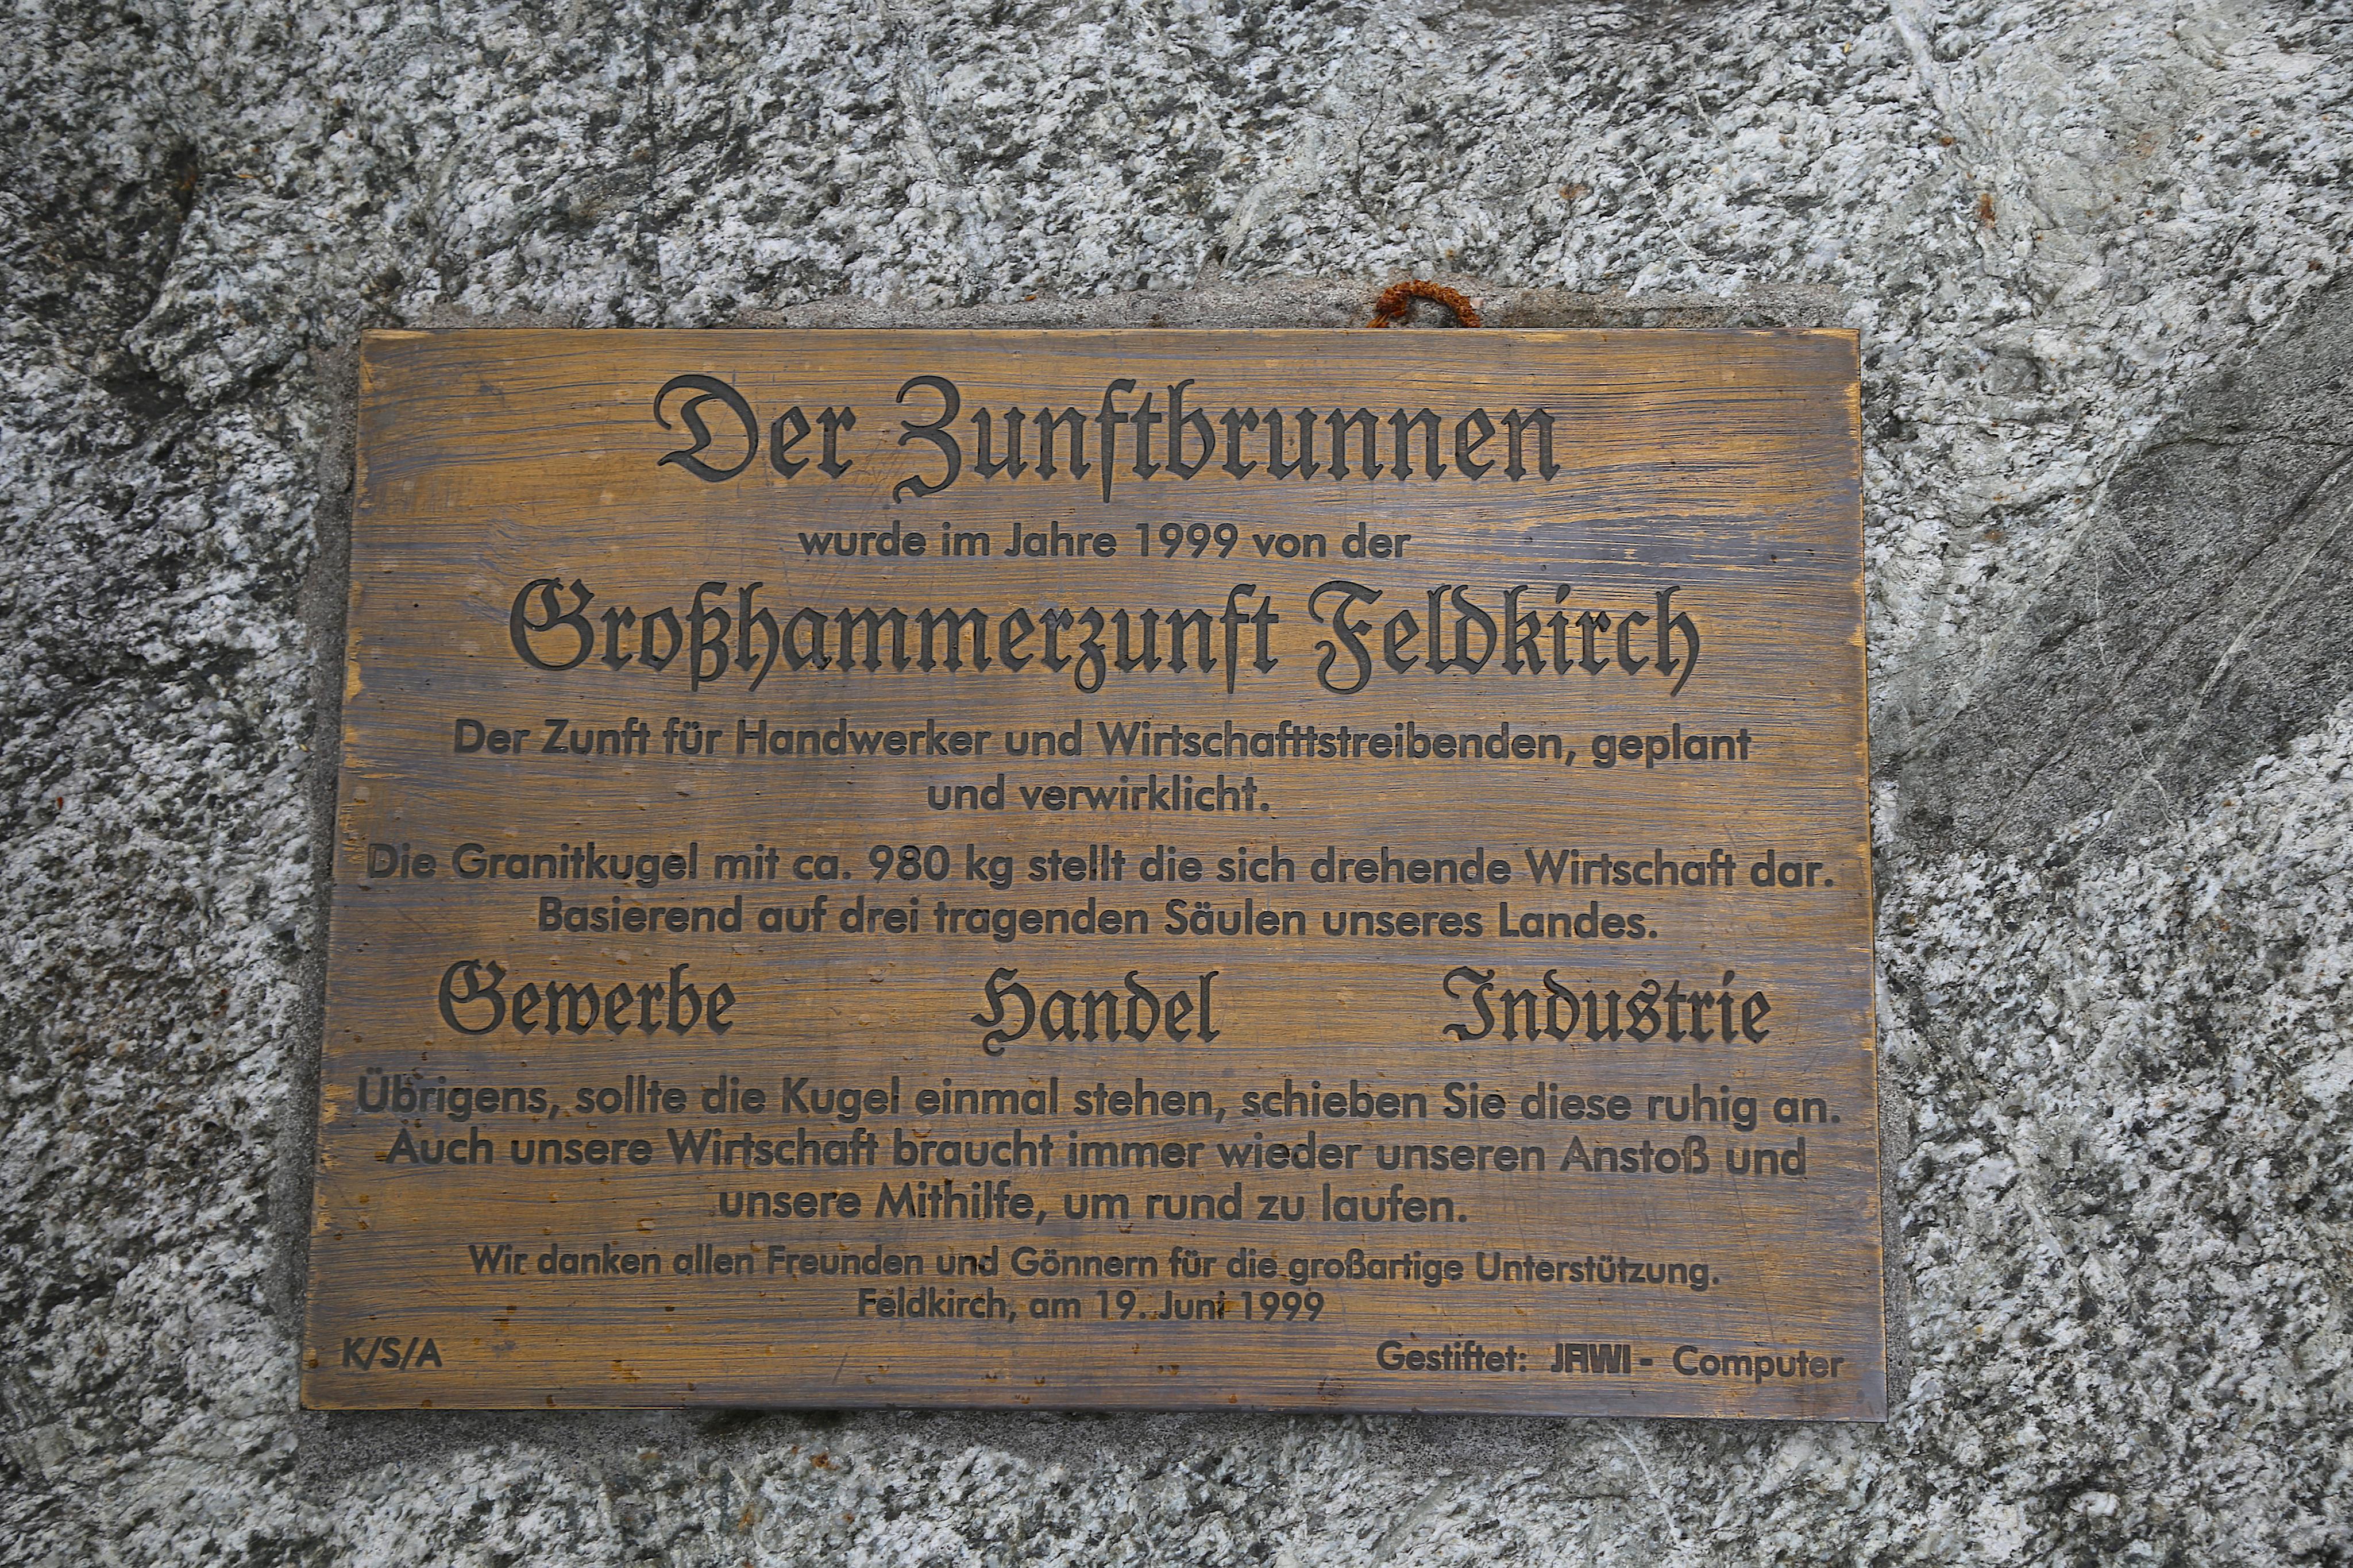 Der Zunftbrunnen
wurde im Jahre 1999 von der
Großhammerzunft Feldkirch
Der Zunft für Handwerker und Wirtschafttstreibenden, geplant
und verwirklicht.
Die Granitkugel mit ca. 980 kg stellt die sich drehende Wirtschaft dar.
Basierend auf drei tragenden Säulen unseres Landes.
Gewerbe Handel Industrie
Übrigens, sollte die Kugel einmal stehen, schieben Sie diese ruhig an.
Auch unsere Wirtschaft braucht immer wieder unseren Anstoß und
unsere Mithilfe, um rund zu laufen.
Wir danken allen Freunden und Gönnern für die großartige Unterstützung.
Feldkirch, am 19. Juni 1999
K/S/A Gestiftet: JAWI - Computer